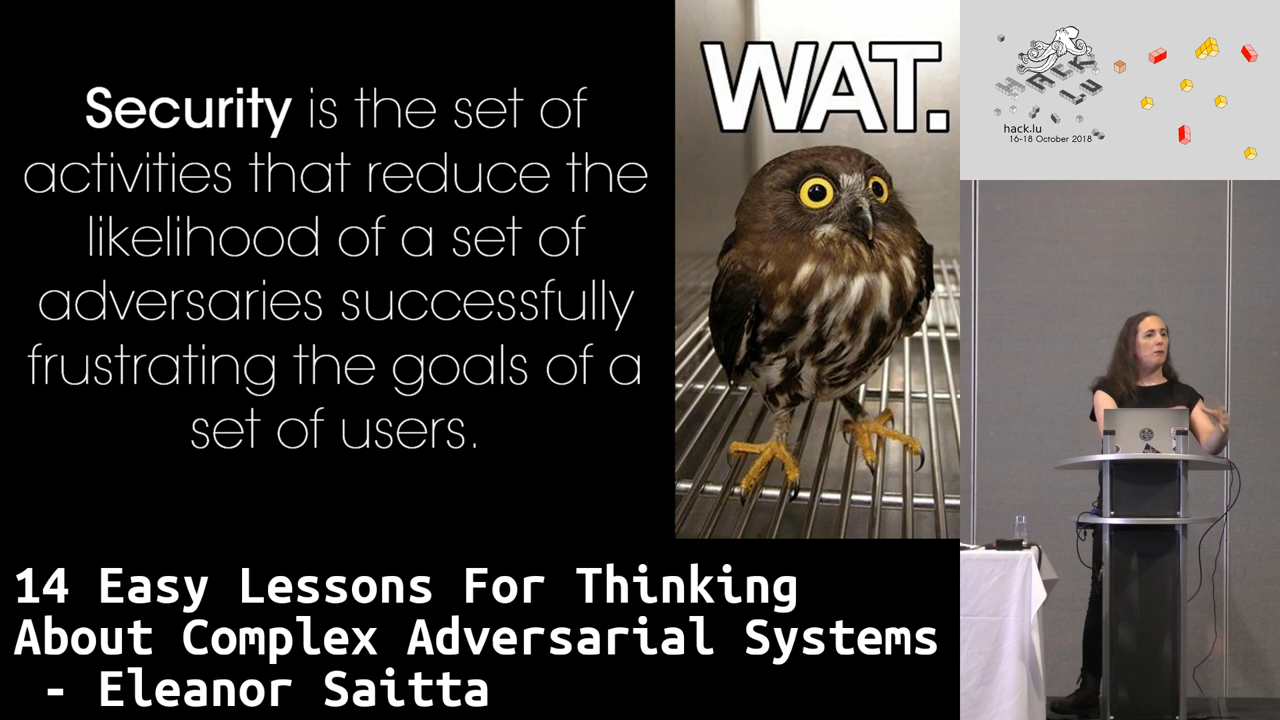 Security is the set of
activities that reduce the
likelihood of a set of
adversaries successfully
frustrating the goals of a
set of users.
WAT.
HACK
LU
hack.lu
16-18 October 2018
14 Easy Lessons For Thinking
About Complex Adversarial Systems
- Eleanor Saitta